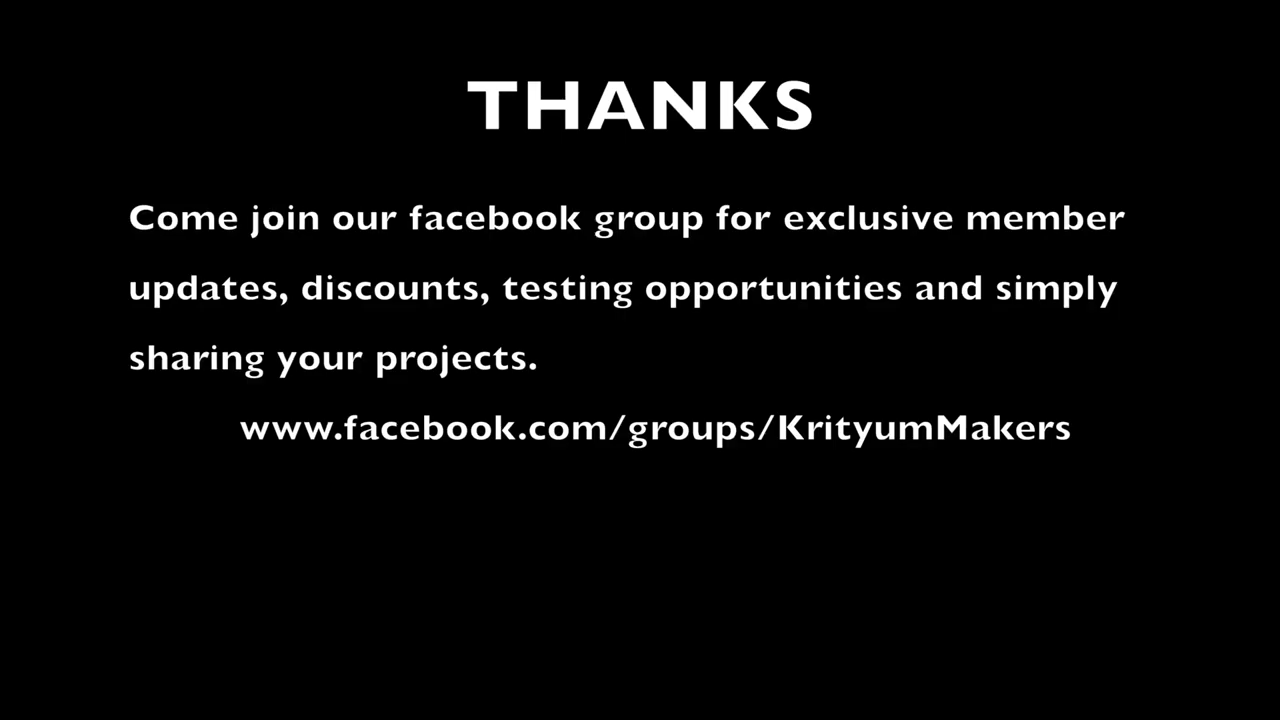 THANKS
Come join our facebook group for exclusive member
updates, discounts, testing opportunities and simply
sharing your projects.
www.facebook.com/groups/KrityumMakers